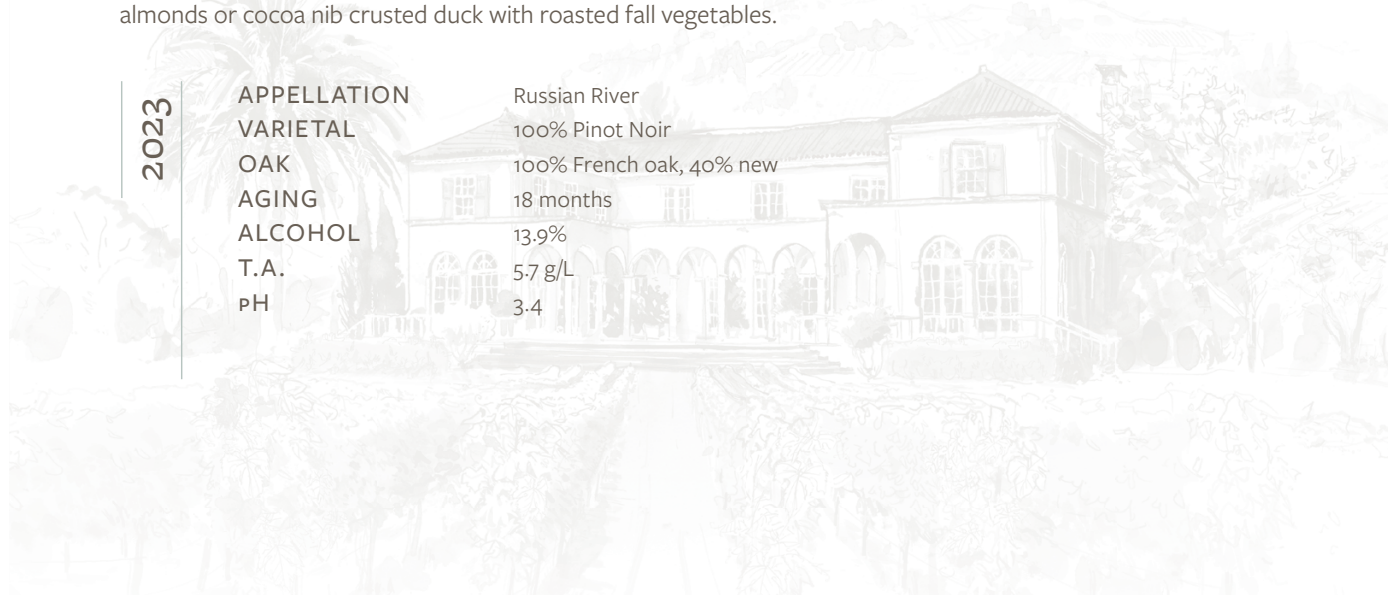 almonds or cocoa nib crusted duck with roasted fall vegetables.
2023
APPELLATION Russian River
VARIETAL 100% Pinot Noir
OAK 100% French oak, 40% new
AGING 18 months
ALCOHOL 13.9%
T.A. 5.7 g/L
pH 3.4